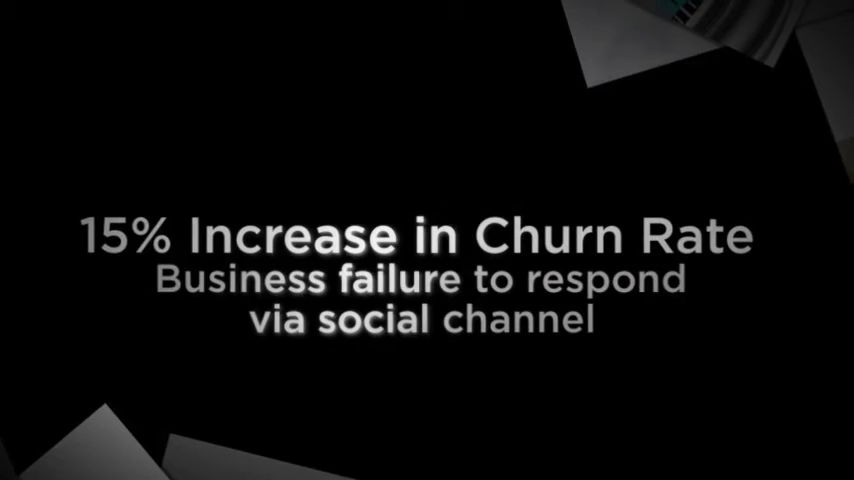 15% Increase in Churn Rate
Business failure to respond
via social channel